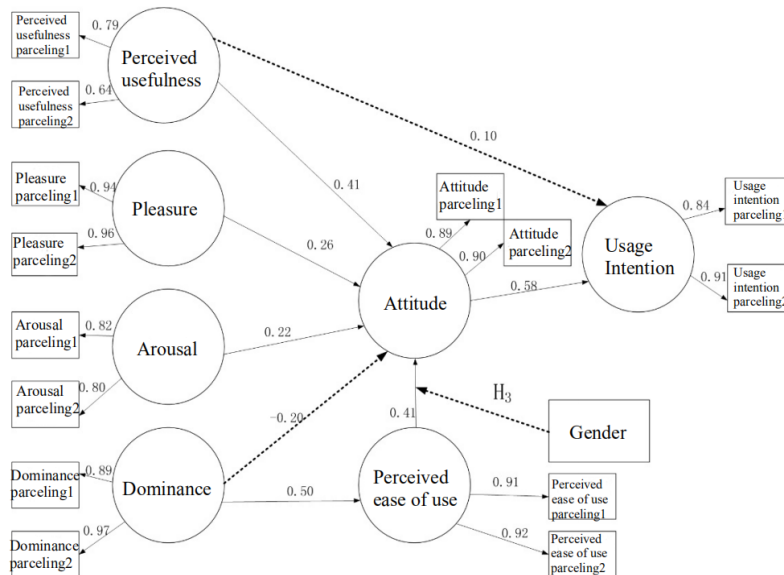 Perceived
usefulness
parceling1
0.79
Perceived
usefulness
parceling2
0.64
Perceived
usefulness
0.10
0.41
Pleasure
parceling1
0.94
Pleasure
parceling2
0.96
Pleasure
0.26
Attitude
parceling1
0.89
Attitude
parceling2
0.90
Usage
Intention
0.84
Usage
intention
parceling
0.91
Usage
intention
parceling2
0.58
Attitude
Arousal
parceling1
0.82
Arousal
parceling2
0.80
Arousal
0.22
-0.20
0.41
H3
Gender
Dominance
parceling1
0.89
Dominance
parceling2
0.97
Dominance
0.50
Perceived
ease of use
0.91
Perceived
ease of use
parceling1
0.92
Perceived
ease of use
parceling2